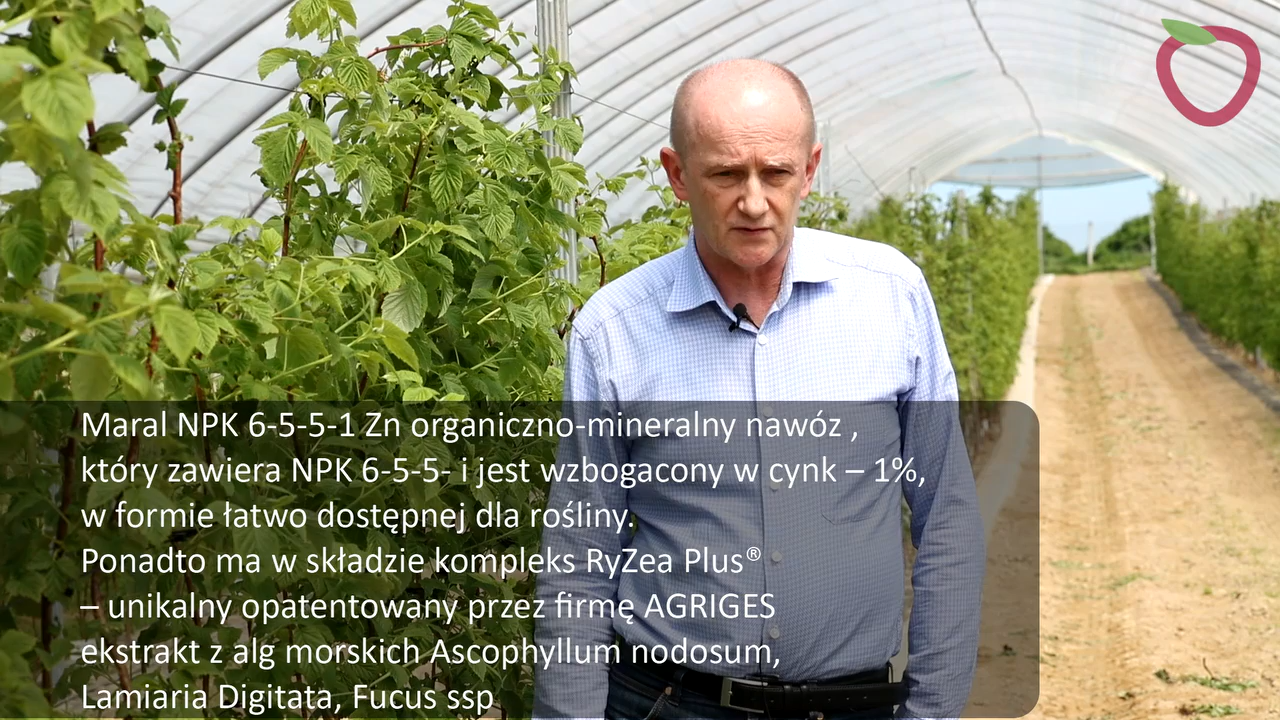 Maral NPK 6-5-5-1 Zn organiczno-mineralny nawóz ,
który zawiera NPK 6-5-5- i jest wzbogacony w cynk – 1%,
w formie łatwo dostępnej dla rośliny.
Ponadto ma w składzie kompleks RyZea Plus®
– unikalny opatentowany przez firmę AGRIGES
ekstrakt z alg morskich Ascophyllum nodosum,
Lamiaria Digitata, Fucus ssp